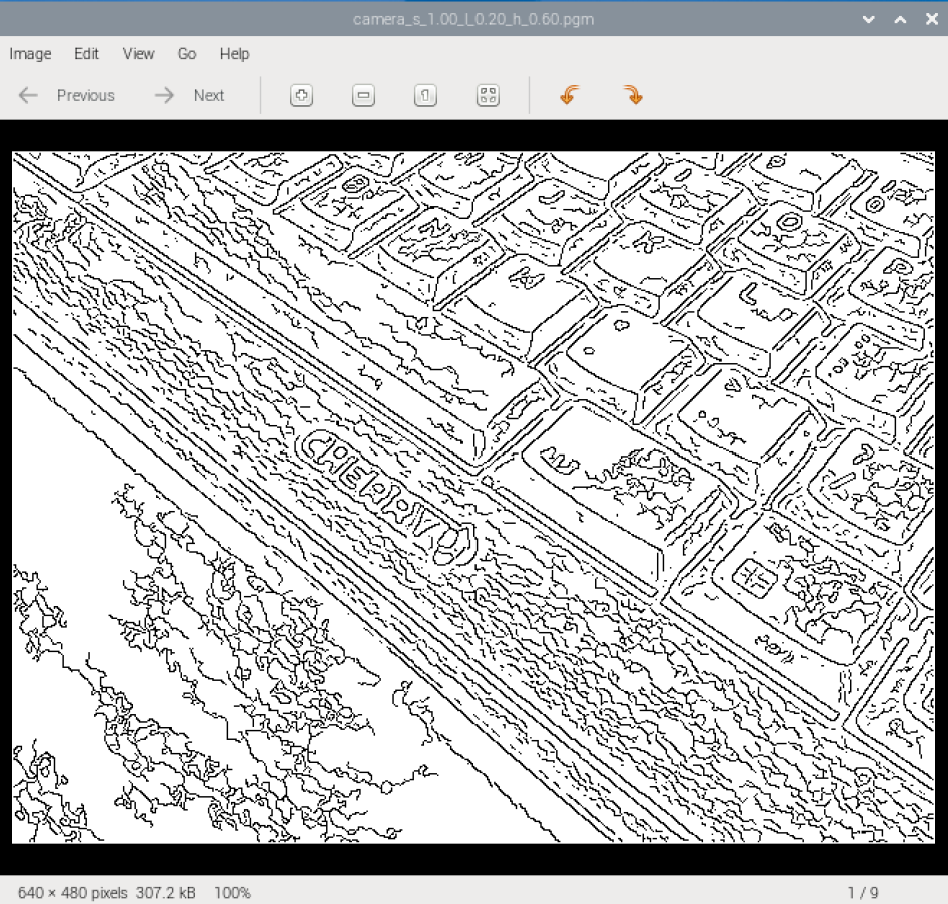 camera_s_1.00_l_0.20_h_0.60.pgm
Image Edit View Go Help
Previous Next
B
N J I O
M K O P
L
CHERRY
Alt
640 × 480 pixels 307.2 kB 100% 1 / 9